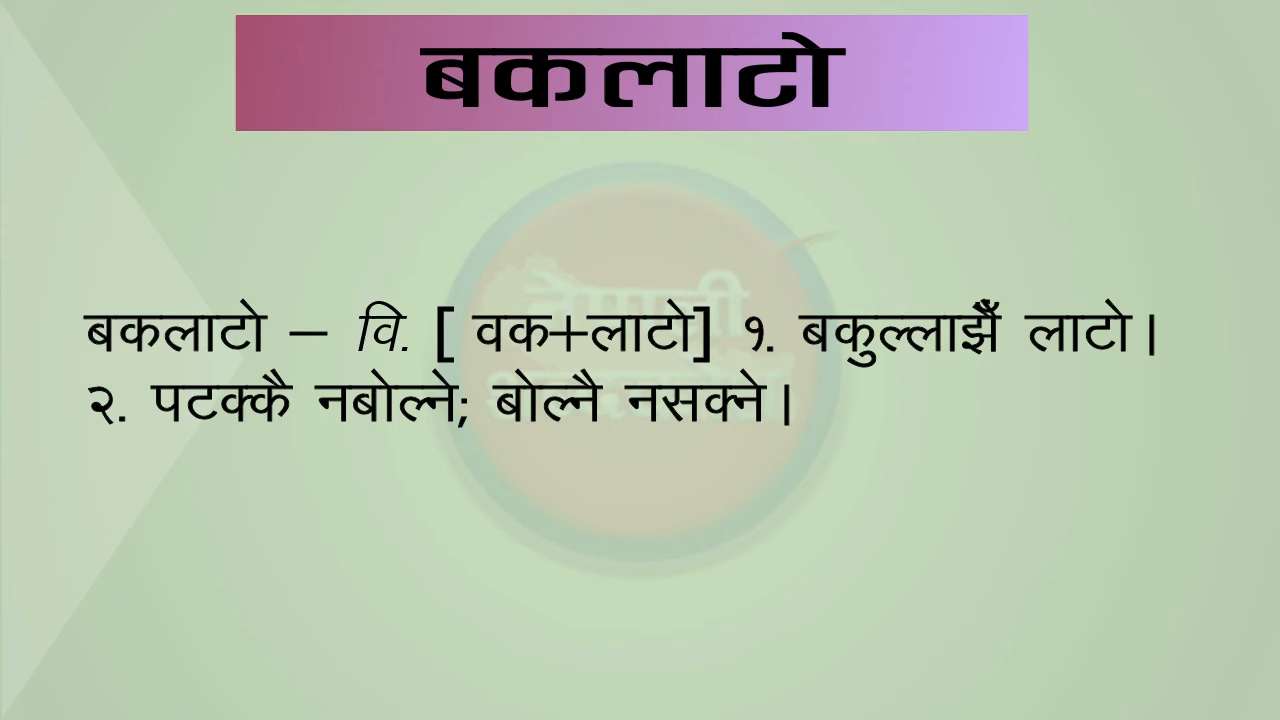 बकलाटो
बकलाटो – वि. [ वक+लाटो] १. बकुल्लाझैँ लाटो।
२. पटक्कै नबोल्ने; बोल्नै नसक्ने।
नेपाली